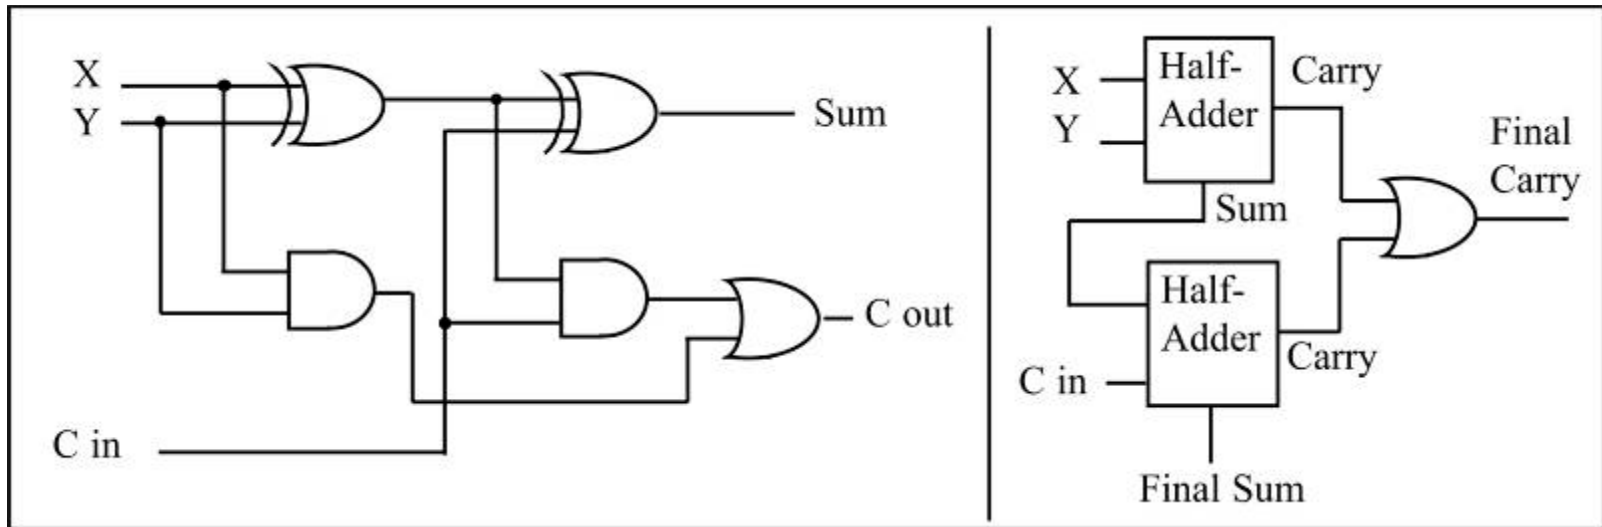 X
Y
Sum
C out
C in
X
Y
Half-
Adder
Carry
Sum
Final
Carry
Half-
Adder
C in
Carry
Final Sum